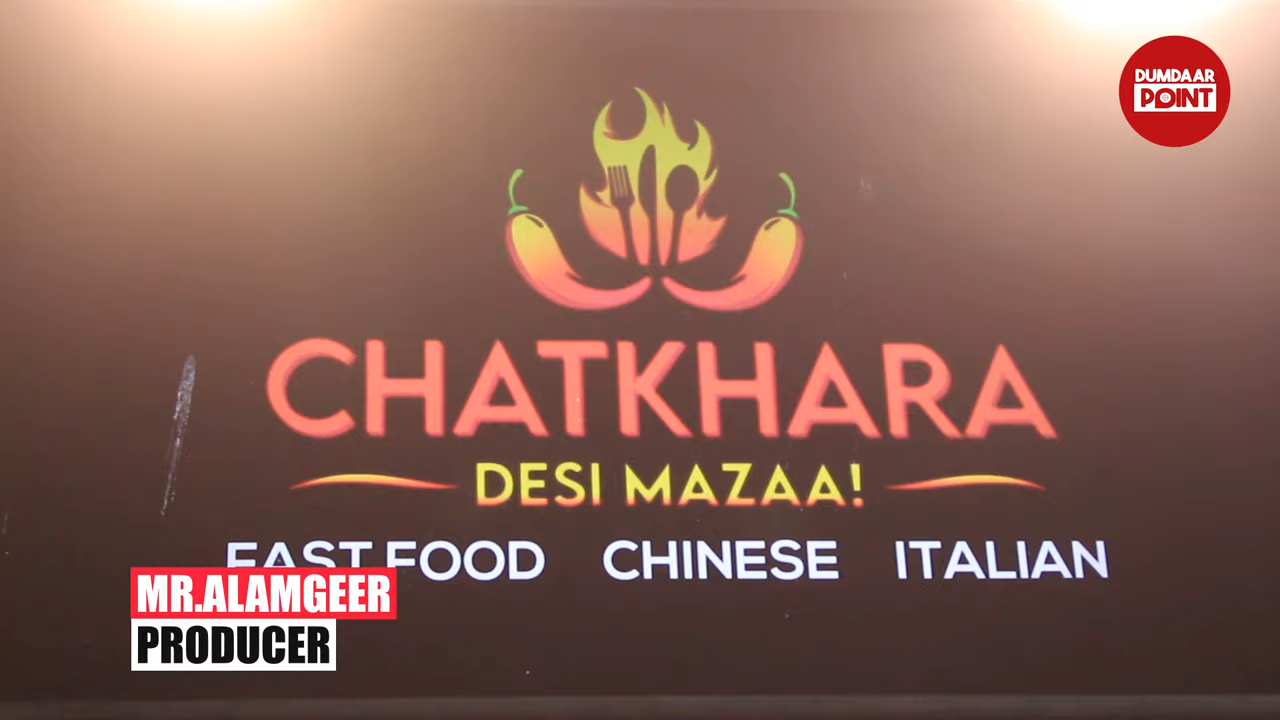 DUMDAAR
POINT
CHATKHARA
DESI MAZAA!
FAST FOOD CHINESE ITALIAN
MR.ALAMGEER
PRODUCER